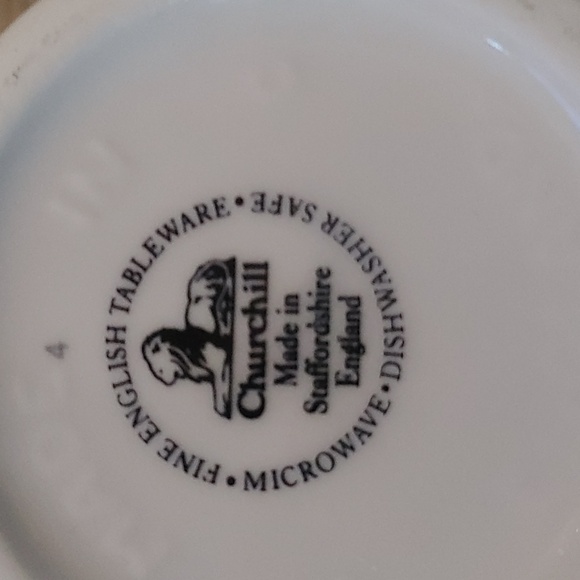 FINE ENGLISH TABLEWARE •
MICROWAVE • DISHWASHER SAFE •
Churchill
Made in
Staffordshire
England
4